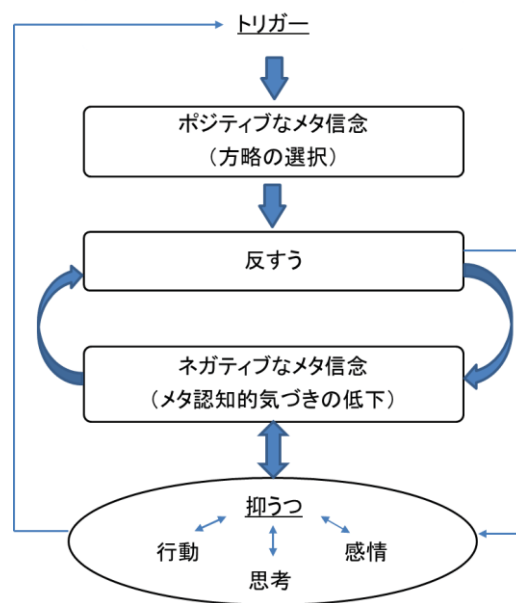 トリガー
ポジティブなメタ信念
（方略の選択）
反すう
ネガティブなメタ信念
（メタ認知的気づきの低下）
抑うつ
行動
感情
思考